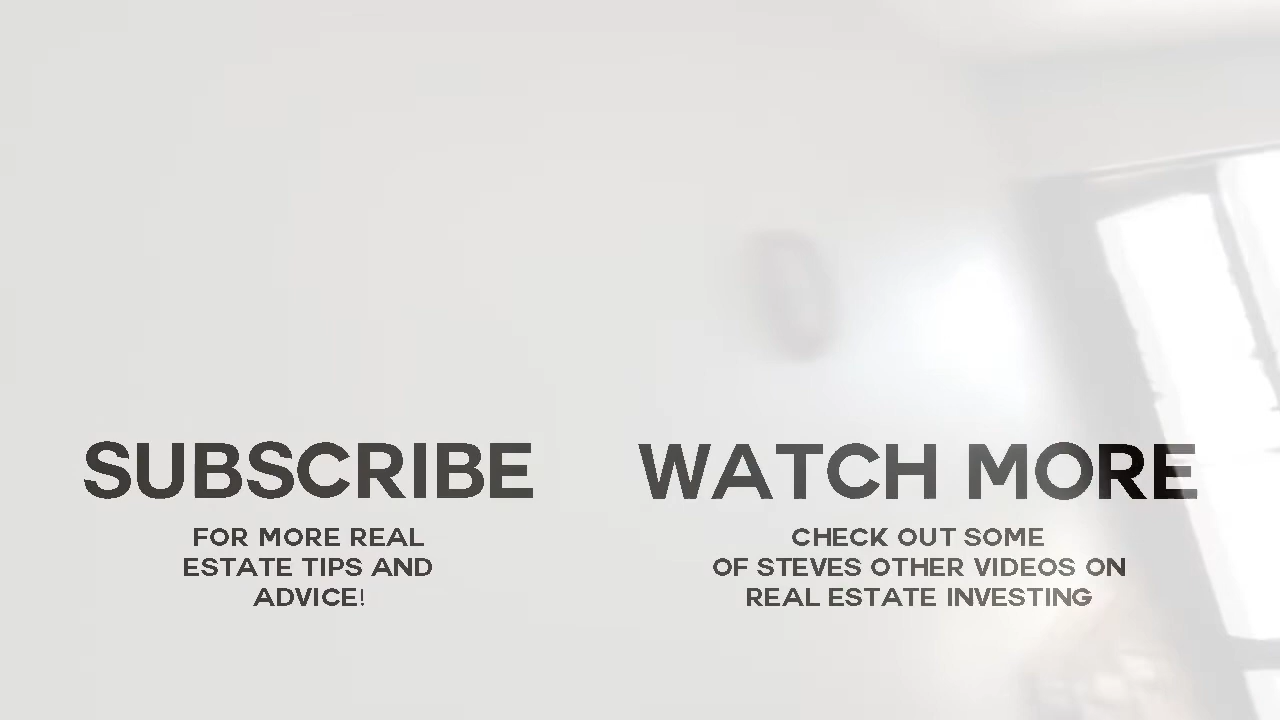 SUBSCRIBE
FOR MORE REAL
ESTATE TIPS AND
ADVICE!
WATCH MORE
CHECK OUT SOME
OF STEVES OTHER VIDEOS ON
REAL ESTATE INVESTING